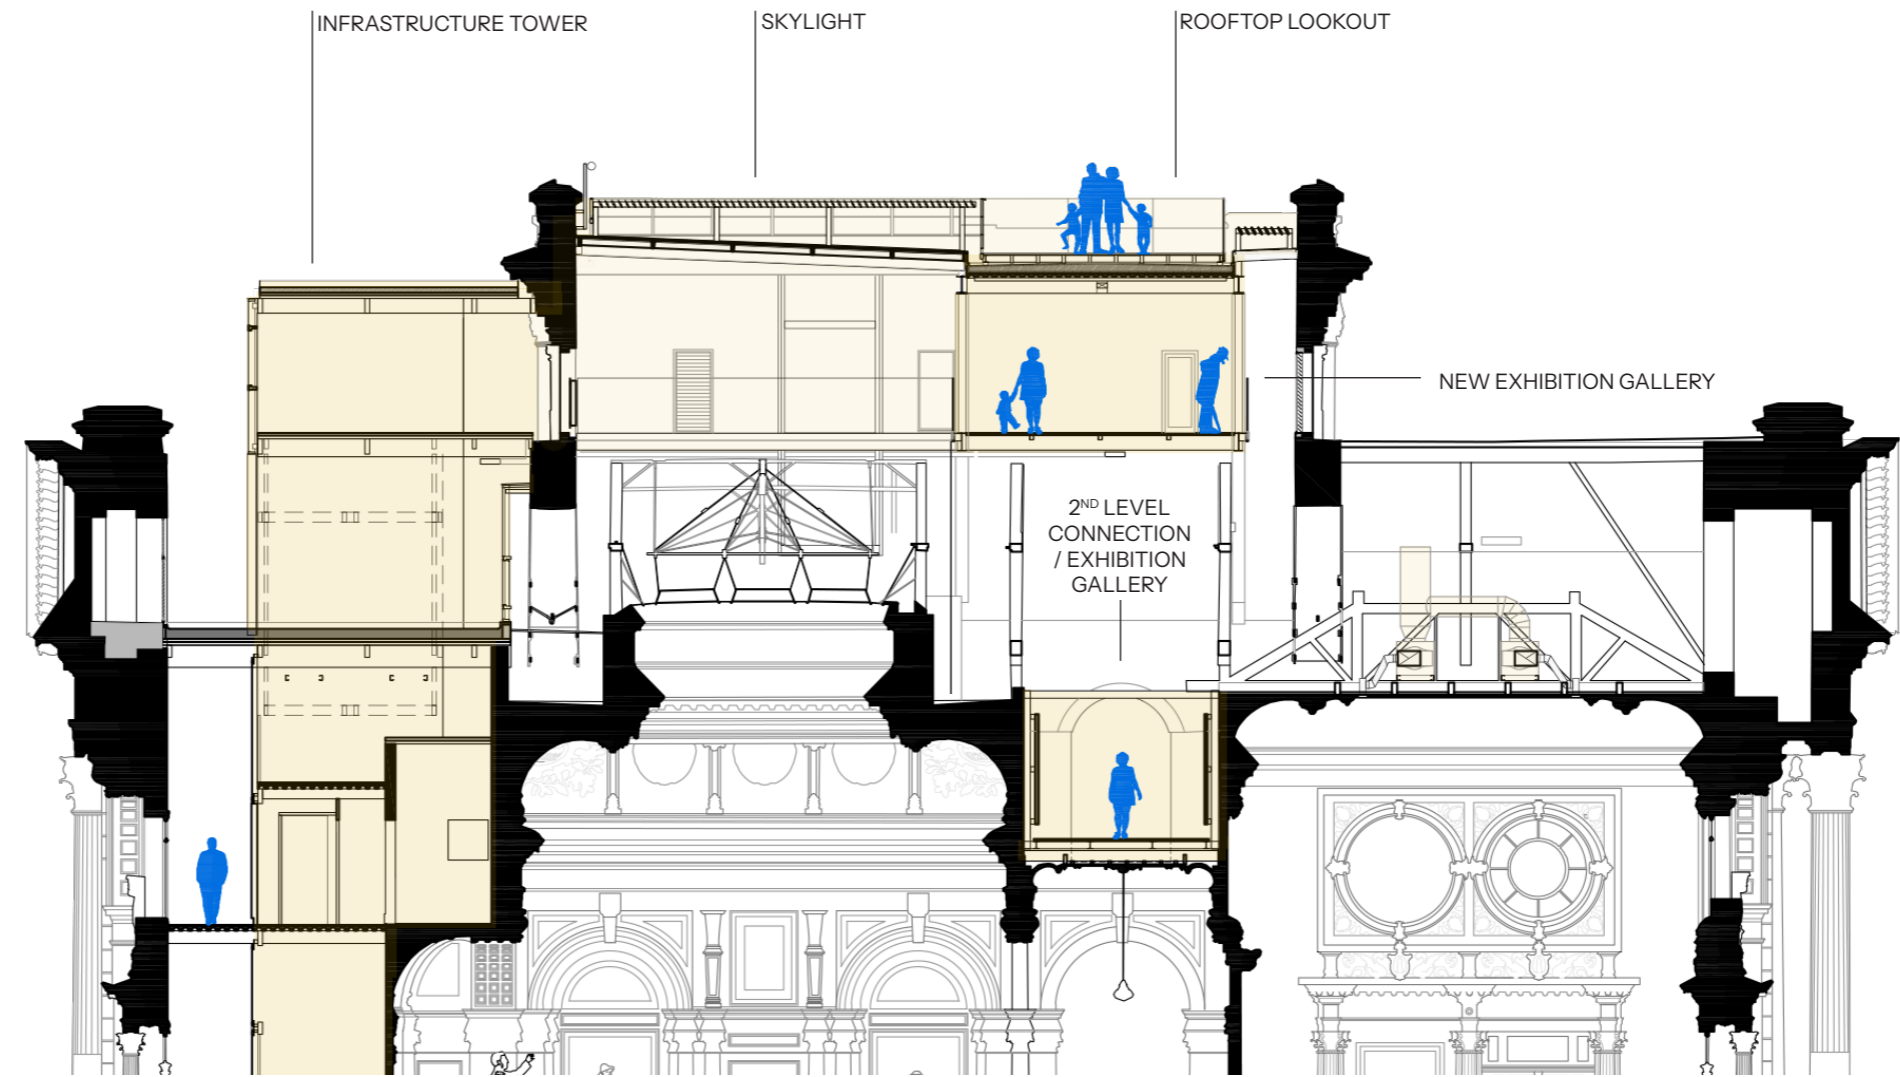 INFRASTRUCTURE TOWER
SKYLIGHT
ROOFTOP LOOKOUT
NEW EXHIBITION GALLERY
2ND LEVEL
CONNECTION
/ EXHIBITION
GALLERY